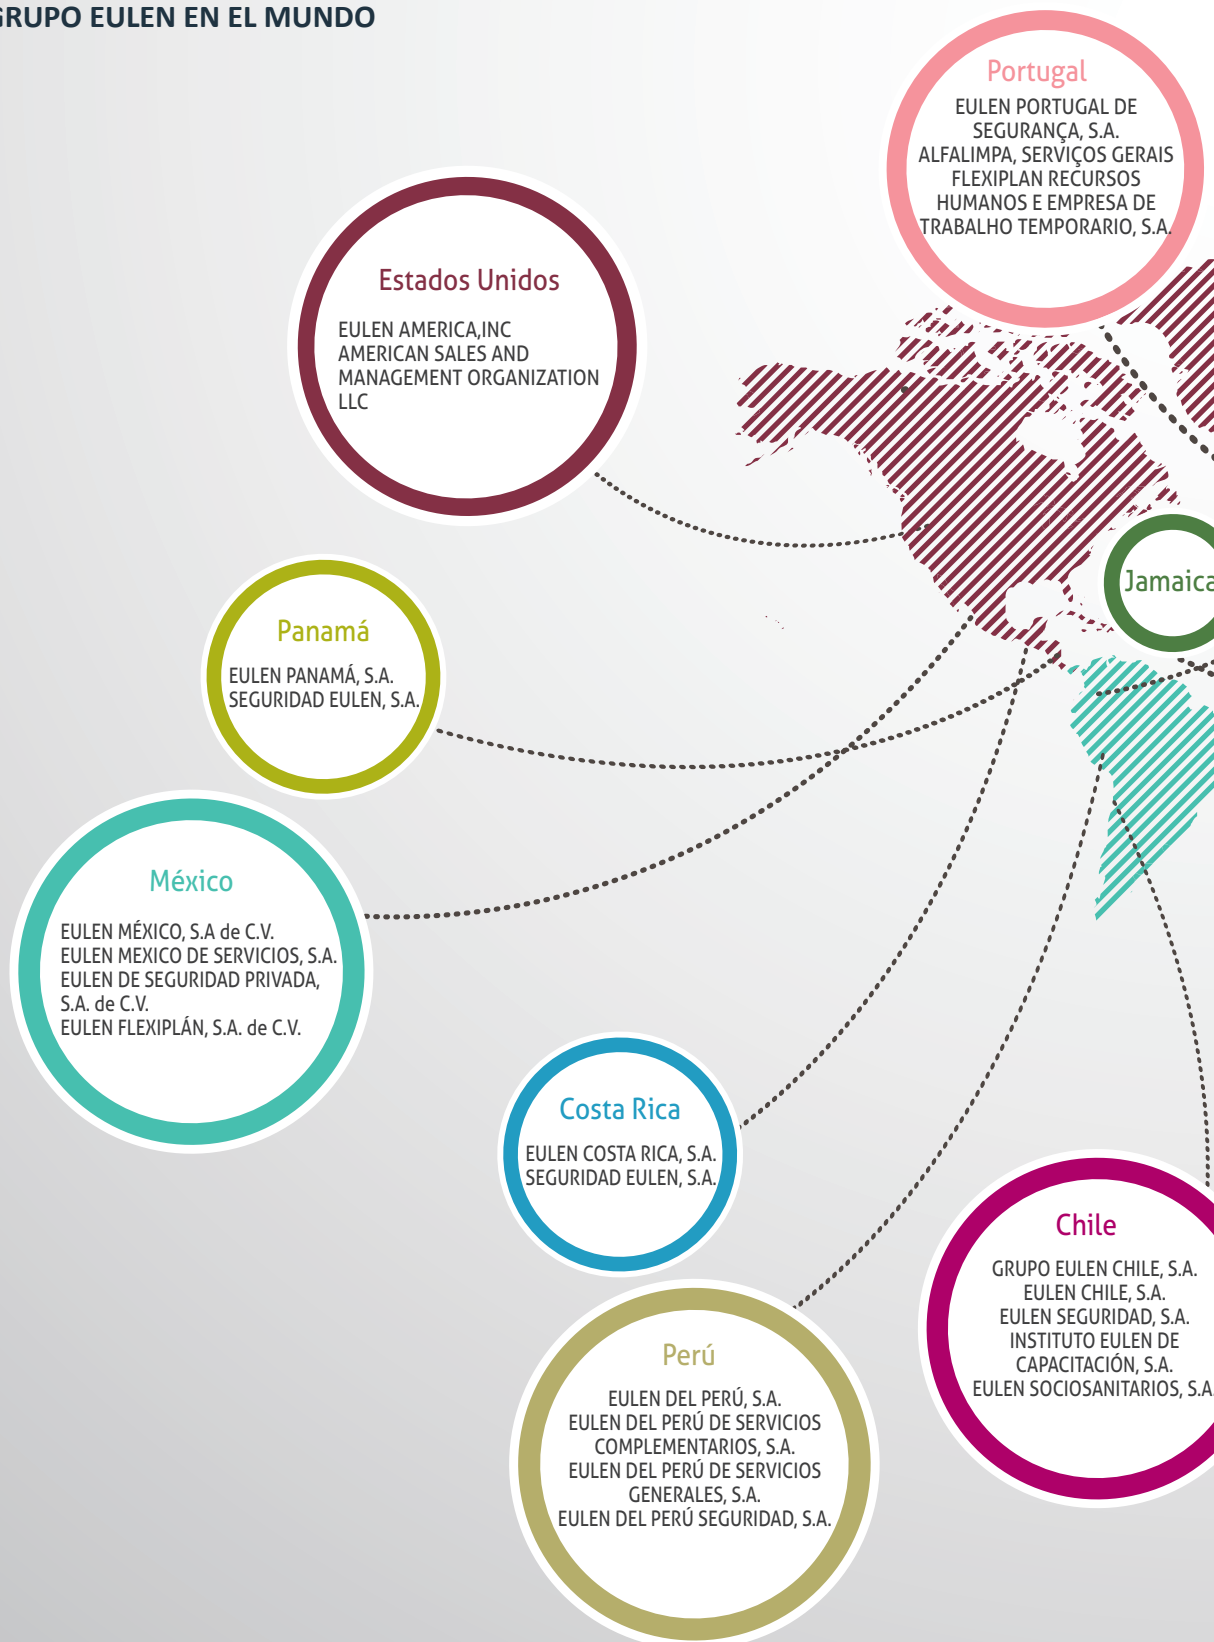 GRUPO EULEN EN EL MUNDO
Portugal
EULEN PORTUGAL DE
SEGURANÇA, S.A.
ALFALIMPA, SERVIÇOS GERAIS
FLEXIPLAN RECURSOS
HUMANOS E EMPRESA DE
TRABALHO TEMPORARIO, S.A.
Estados Unidos
EULEN AMERICA,INC
AMERICAN SALES AND
MANAGEMENT ORGANIZATION
LLC
Jamaica
Panamá
EULEN PANAMÁ, S.A.
SEGURIDAD EULEN, S.A.
México
EULEN MÉXICO, S.A de C.V.
EULEN MEXICO DE SERVICIOS, S.A.
EULEN DE SEGURIDAD PRIVADA,
S.A. de C.V.
EULEN FLEXIPLÁN, S.A. de C.V.
Costa Rica
EULEN COSTA RICA, S.A.
SEGURIDAD EULEN, S.A.
Chile
GRUPO EULEN CHILE, S.A.
EULEN CHILE, S.A.
EULEN SEGURIDAD, S.A.
INSTITUTO EULEN DE
CAPACITACIÓN, S.A.
EULEN SOCIOSANITARIOS, S.A.
Perú
EULEN DEL PERÚ, S.A.
EULEN DEL PERÚ DE SERVICIOS
COMPLEMENTARIOS, S.A.
EULEN DEL PERÚ DE SERVICIOS
GENERALES, S.A.
EULEN DEL PERÚ SEGURIDAD, S.A.